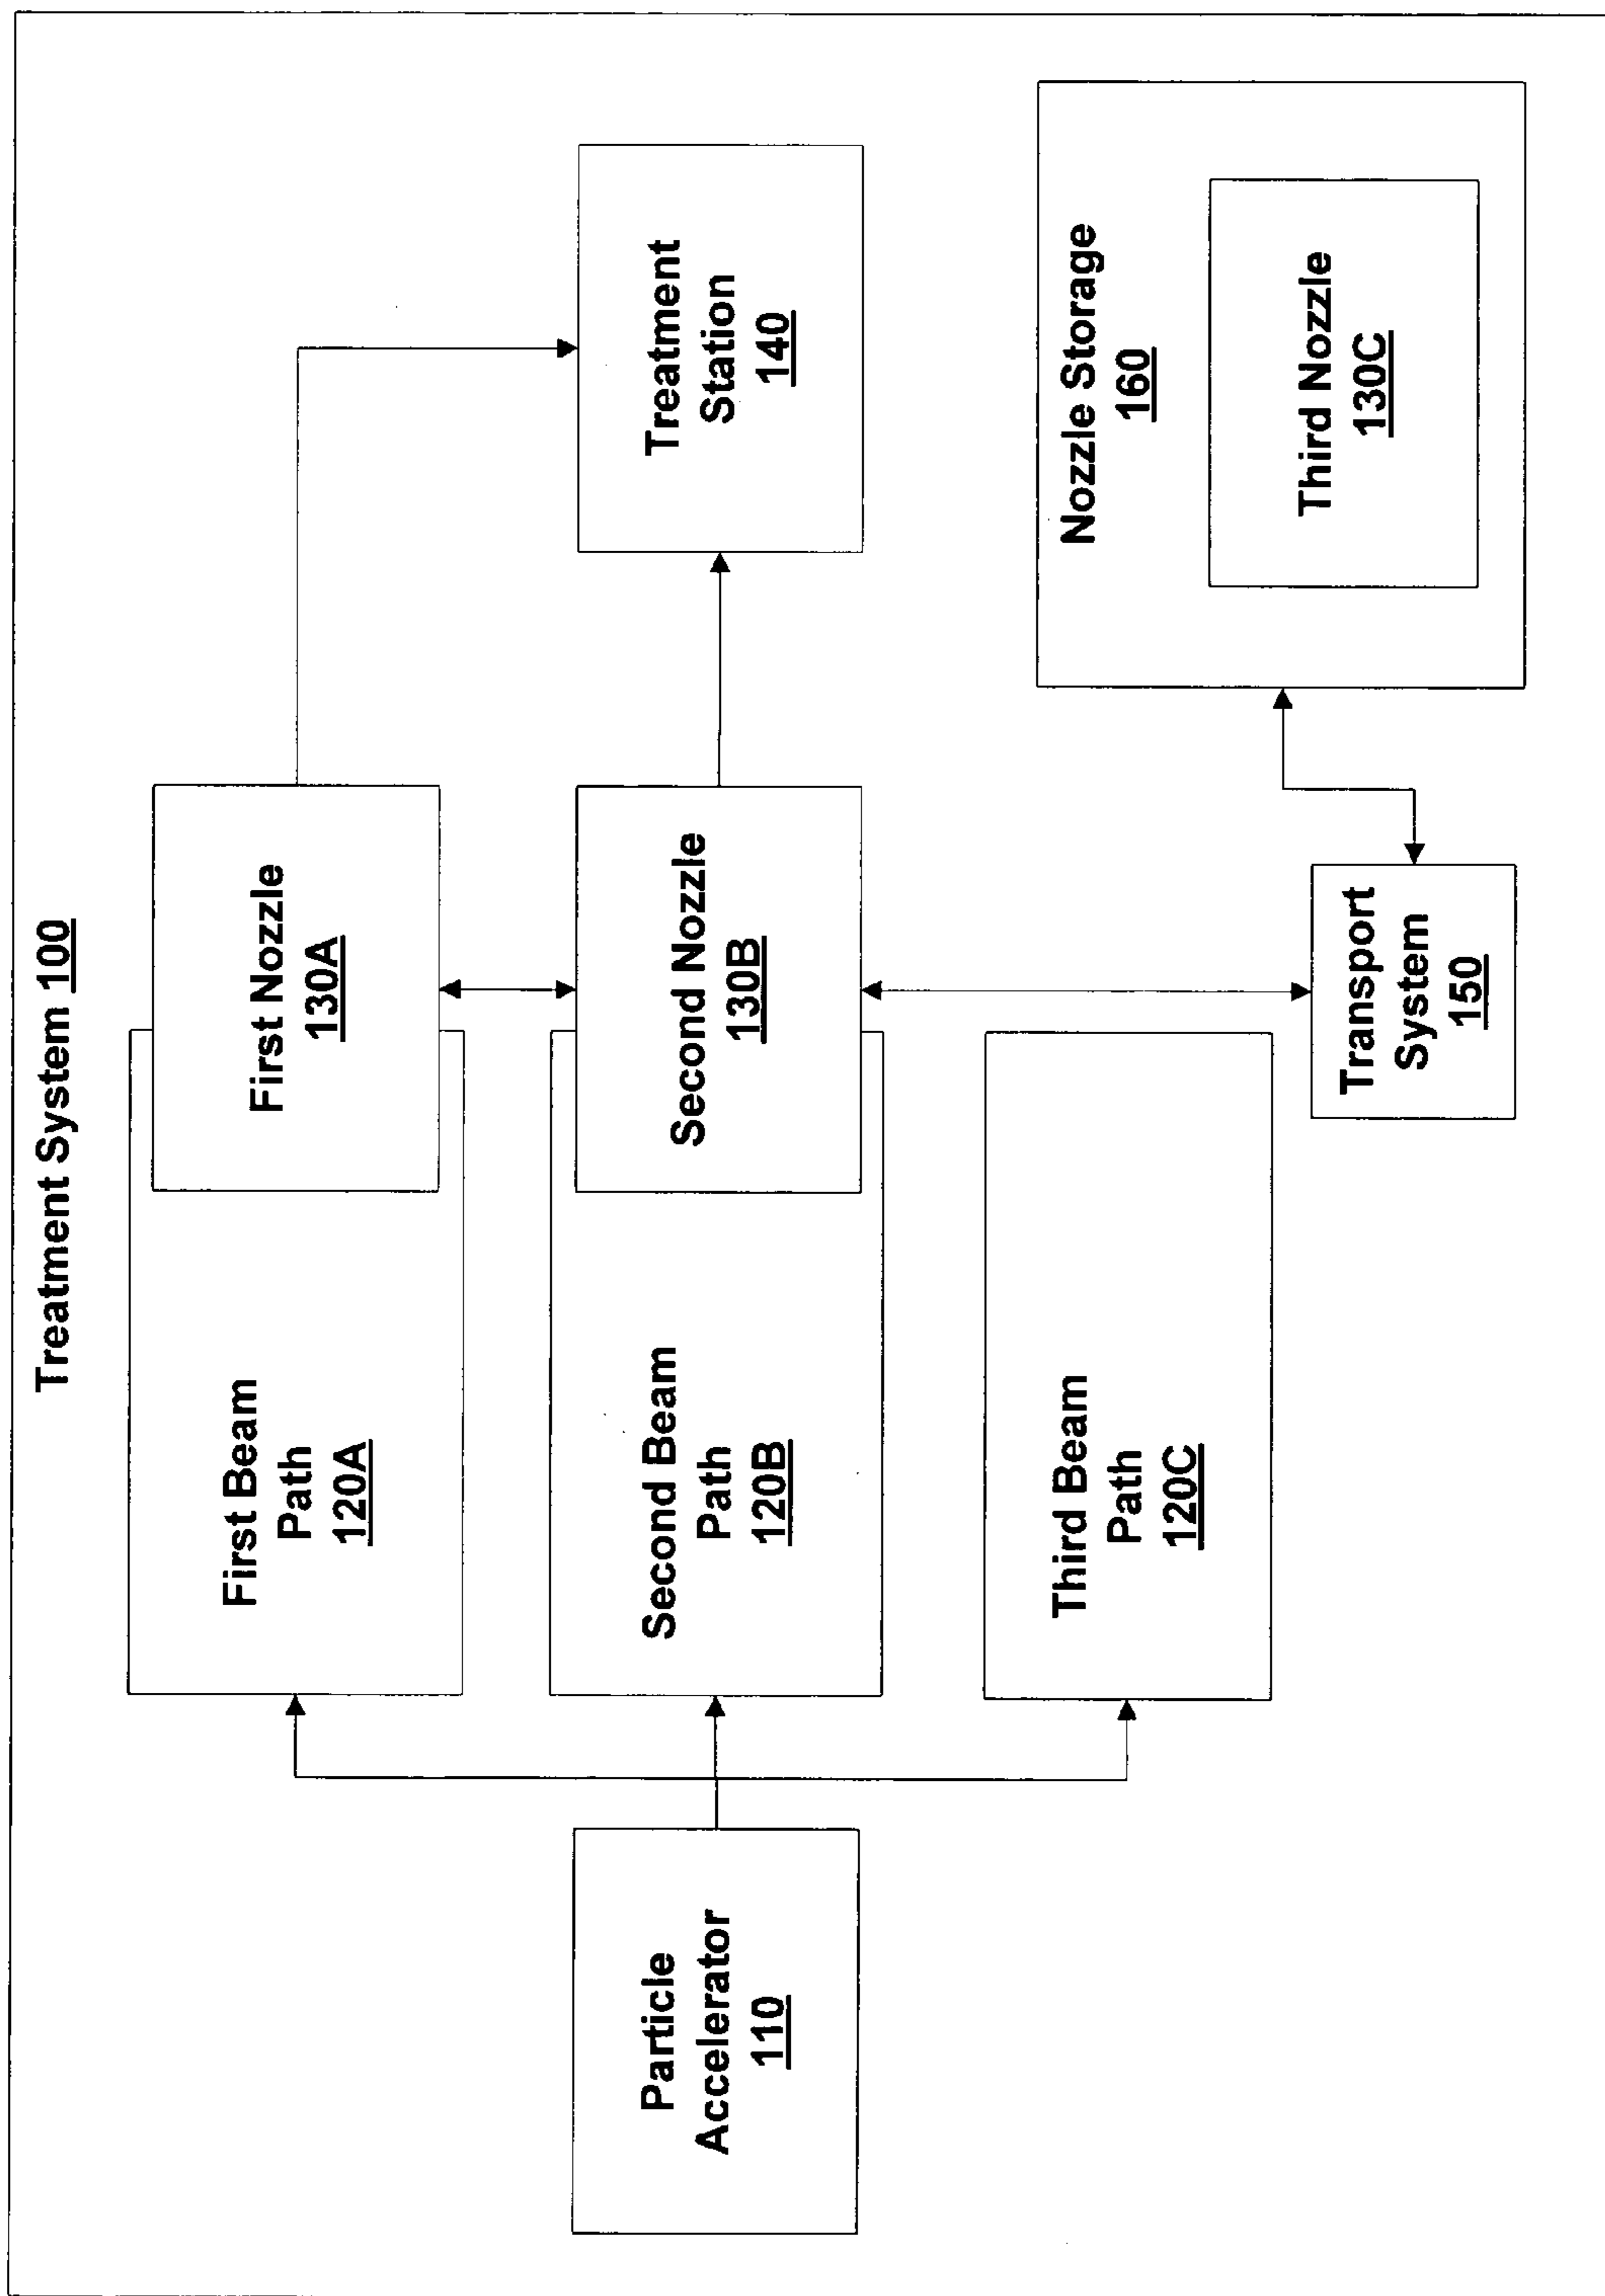 Treatment System 100
First Beam
Path
120A
First Nozzle
130A
Particle
Accelerator
110
Second Beam
Path
120B
Second Nozzle
130B
Treatment
Station
140
Third Beam
Path
120C
Transport
System
150
Nozzle Storage
160
Third Nozzle
130C